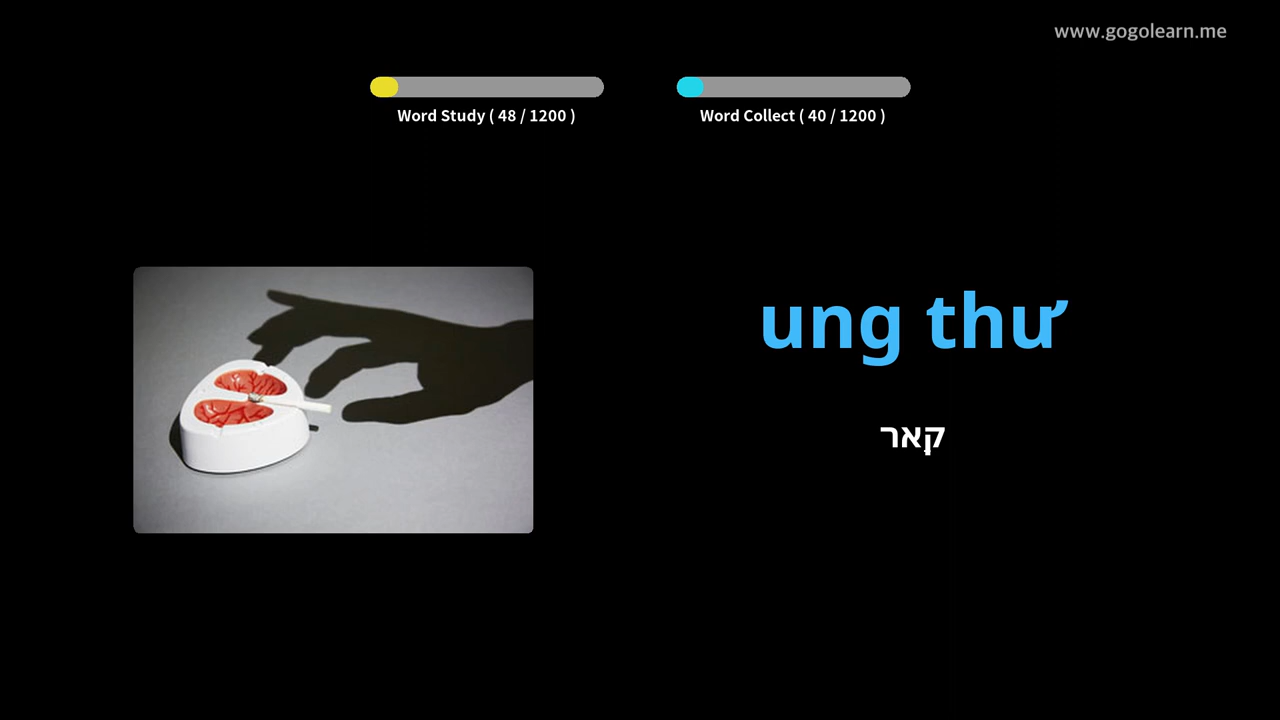 www.gogolearn.me
Word Study ( 48 / 1200 )
Word Collect ( 40 / 1200 )
ung thư
קָאר